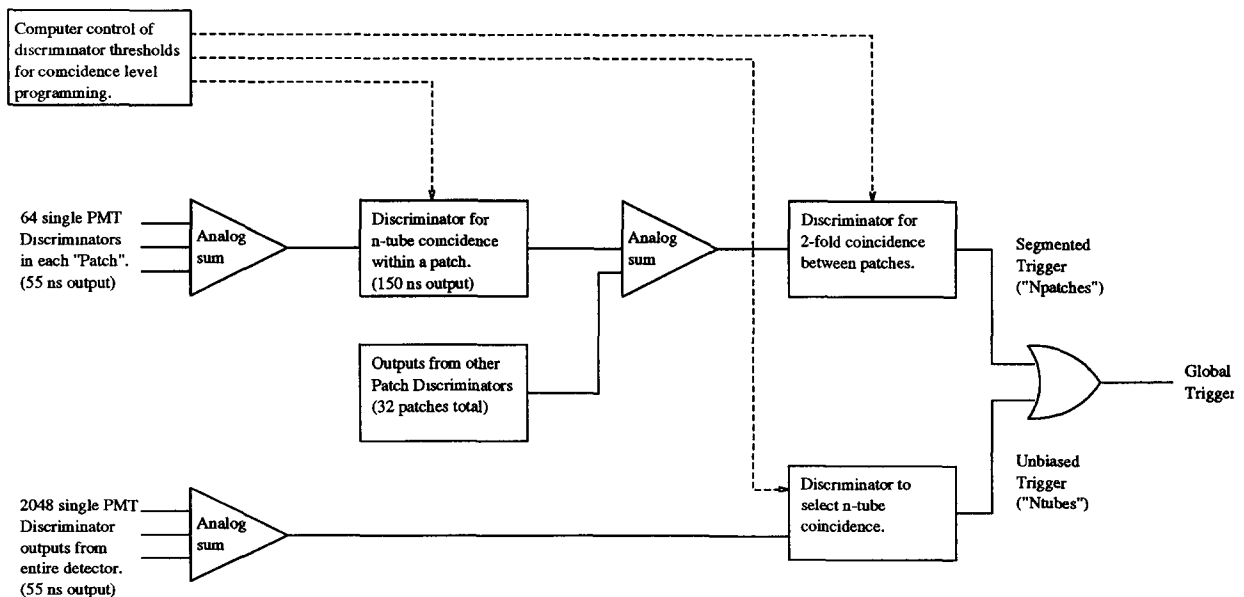 Computer control of
discriminator thresholds
for comcidence level
programming.
64 single PMT
Discriminators
in each "Patch".
(55 ns output)
Analog
sum
Discriminator for
n-tube comcidence
within a patch.
(150 ns output)
Analog
sum
Discriminator for
2-fold coincidence
between patches.
Segmented
Trigger
("Npatches")
Outputs from other
Patch Discriminators
(32 patches total)
Global
Trigger
2048 single PMT
Discriminator
outputs from
entire detector.
(55 ns output)
Analog
sum
Discriminator to
select n-tube
coincidence.
Unbiased
Trigger
("Ntubes")